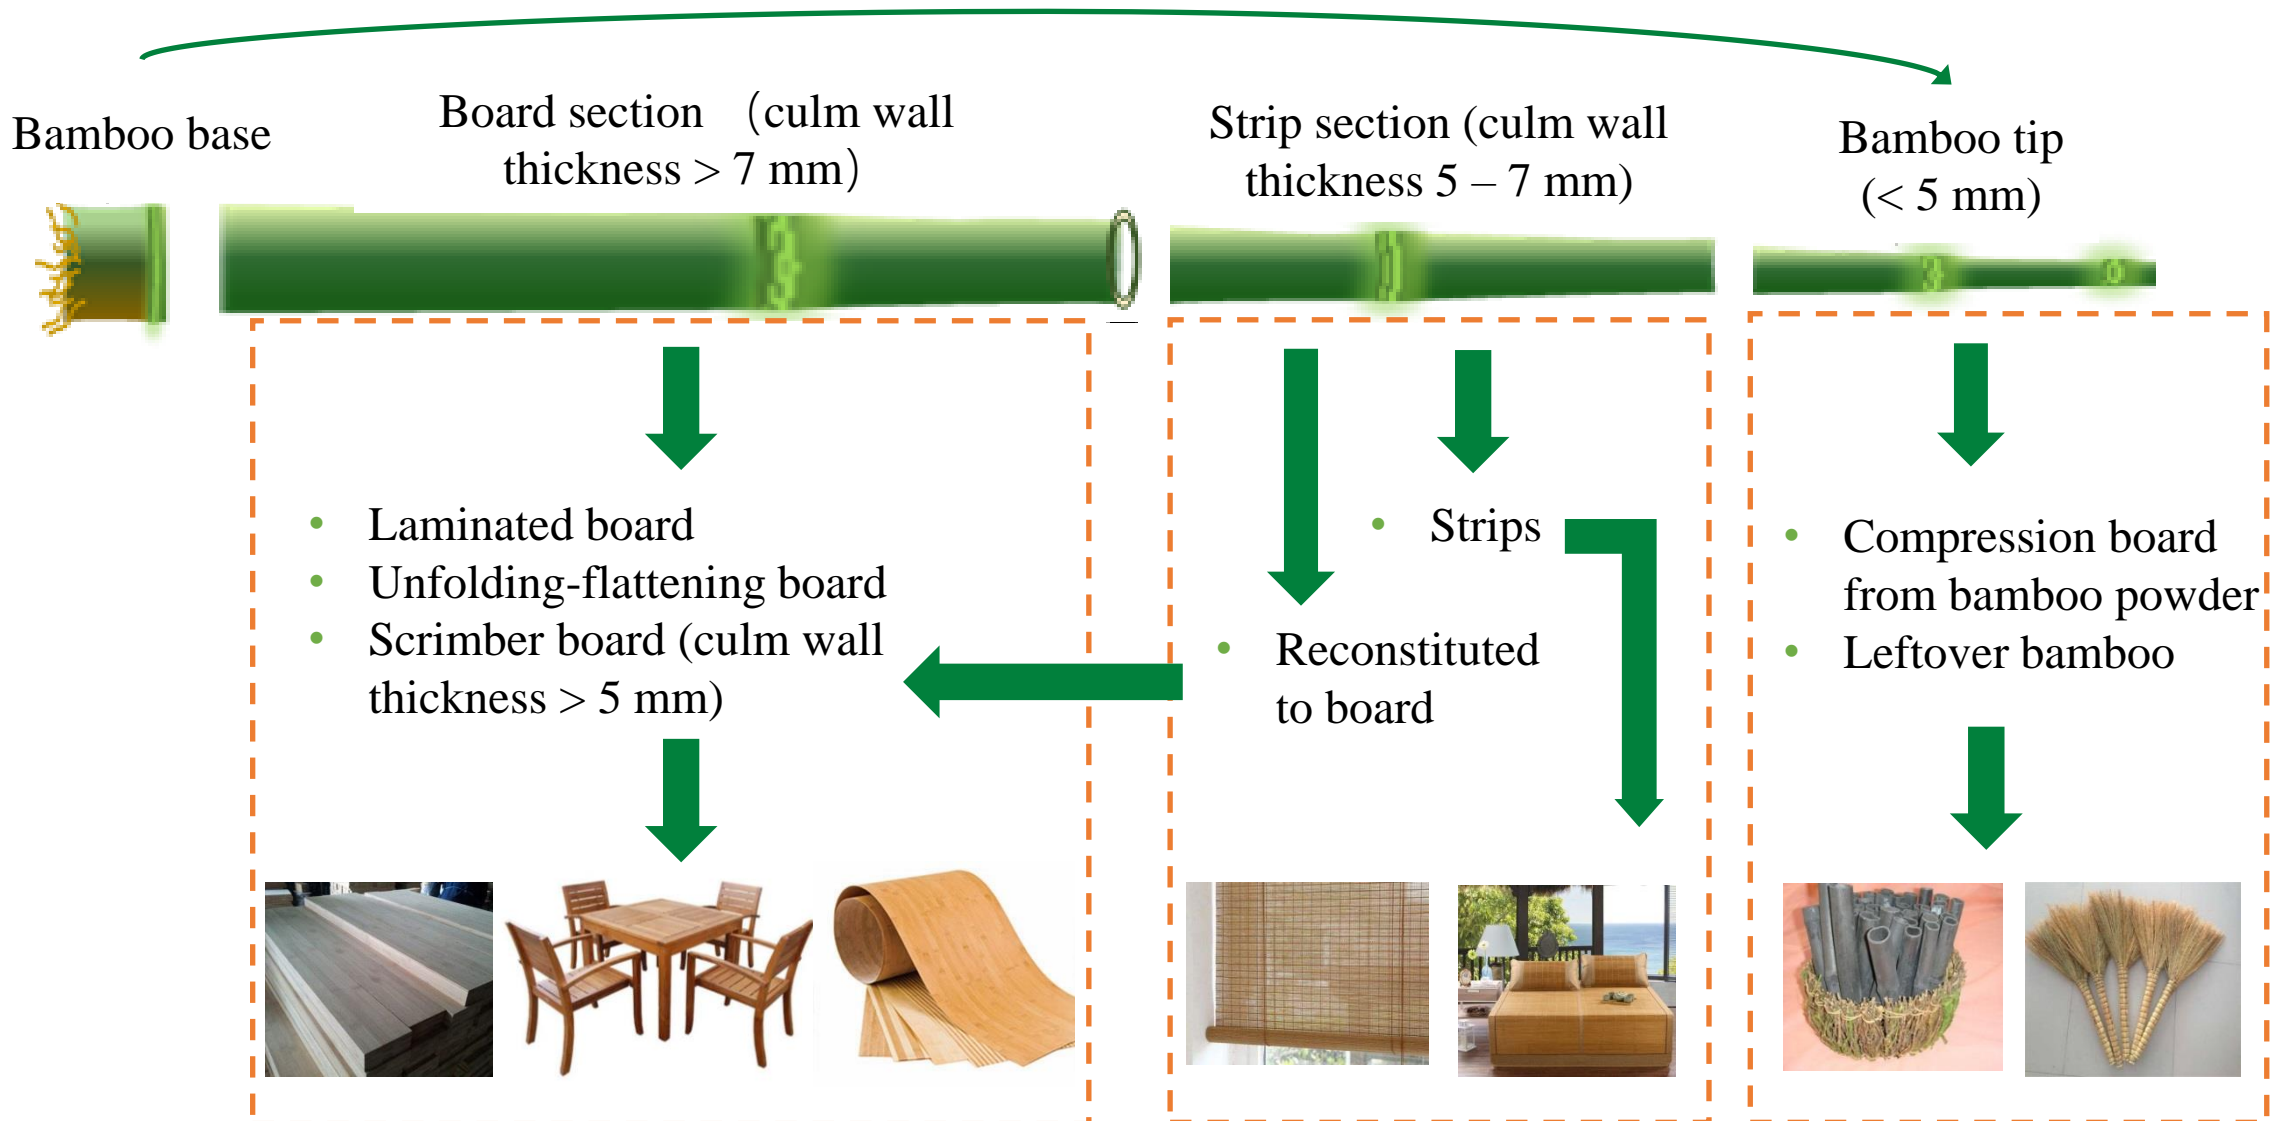 Bamboo base
Board section （culm wall
thickness > 7 mm）
Strip section (culm wall
thickness 5 – 7 mm)
Bamboo tip
(< 5 mm)
• Laminated board
• Unfolding-flattening board
• Scrimber board (culm wall
thickness > 5 mm)
• Strips
• Reconstituted
to board
• Compression board
from bamboo powder
• Leftover bamboo